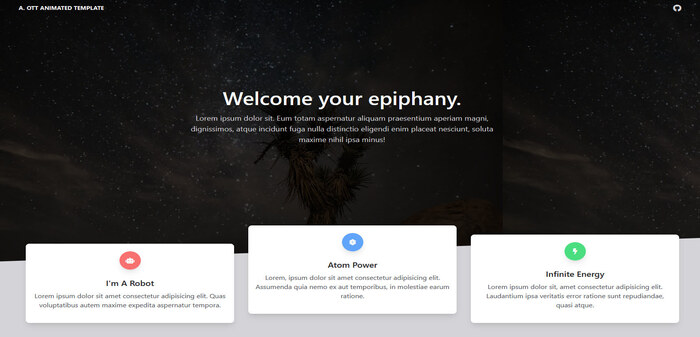 A. OTT ANIMATED TEMPLATE
Welcome your epiphany.
Lorem ipsum dolor sit. Eum totam aspernatur aliquam praesentium aperiam magni,
dignissimos, atque incidunt fuga nulla distinctio eligendi enim placeat nesciunt, soluta
maxime nihil ipsa minus!
I'm A Robot
Lorem ipsum dolor sit amet consectetur adipisicing elit. Quas
voluptatibus autem maxime expedita aspernatur tempora.
Atom Power
Lorem, ipsum dolor sit amet consectetur adipisicing elit.
Assumenda quia nemo ex aut temporibus, in molestiae earum
ratione.
Infinite Energy
Lorem ipsum dolor sit amet consectetur adipisicing elit.
Laudantium ipsa veritatis error ratione sunt repudiandae,
quasi atque.